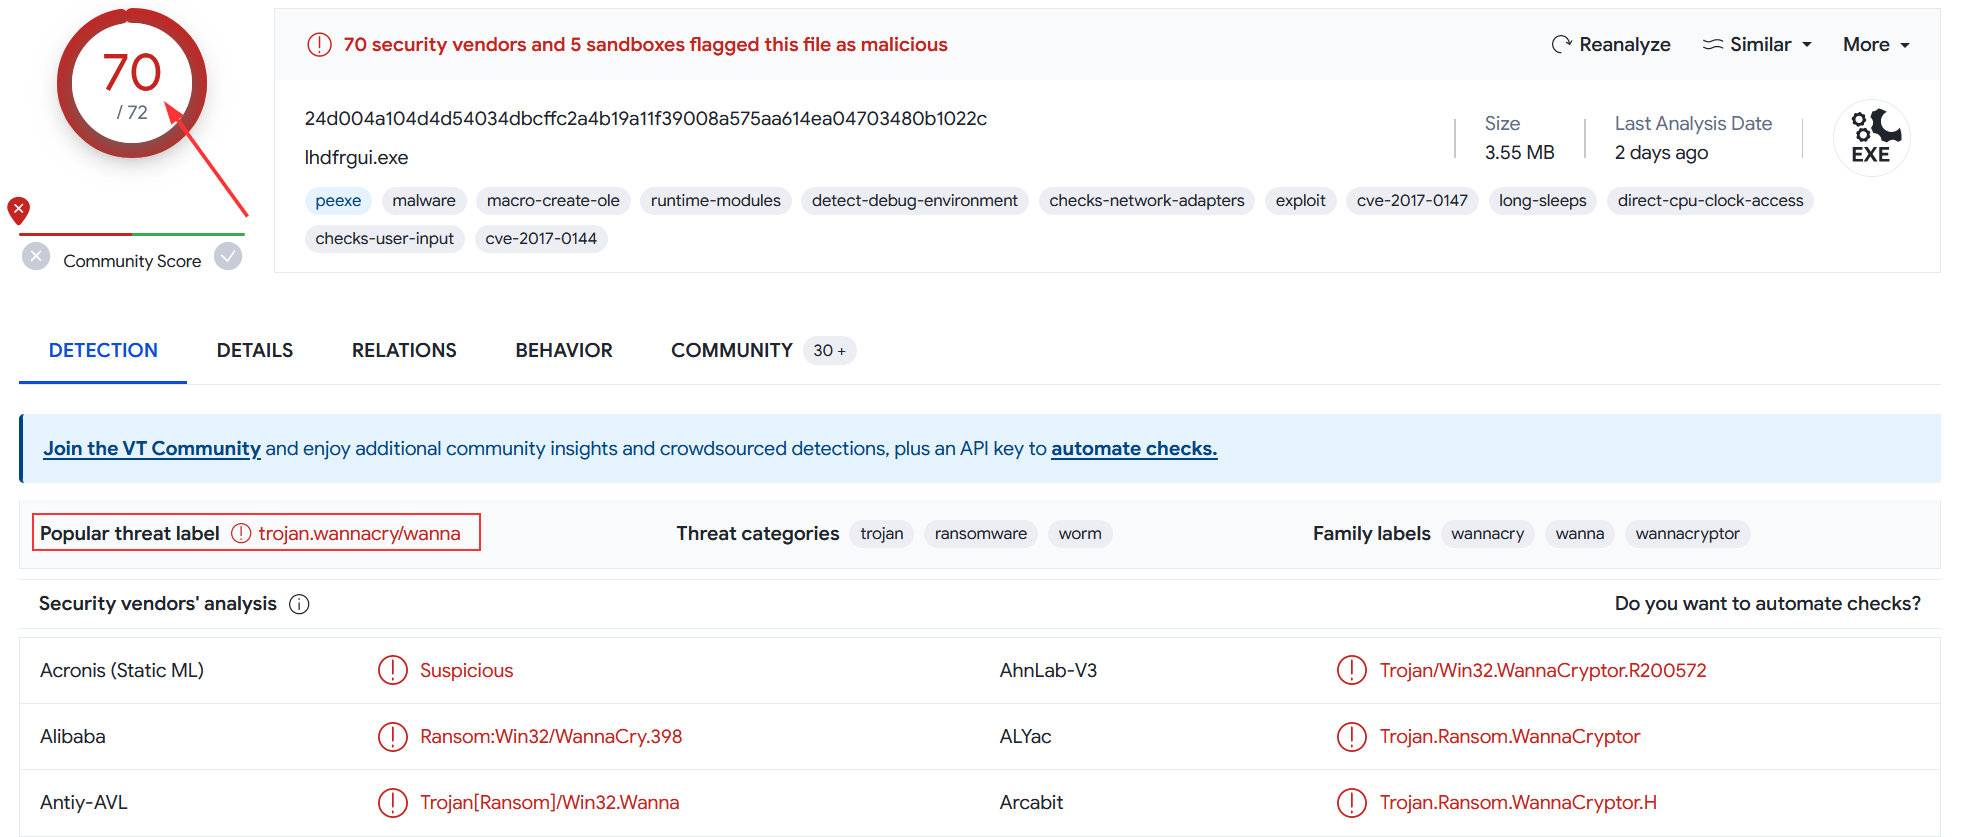 70
/ 72
Community Score
70 security vendors and 5 sandboxes flagged this file as malicious
Reanalyze
Similar
More
24d004a104d4d54034dbcffc2a4b19a11f39008a575aa614ea04703480b1022c
lhdfrgui.exe
Size
3.55 MB
Last Analysis Date
2 days ago
EXE
peexe malware macro-create-ole runtime-modules detect-debug-environment checks-network-adapters exploit cve-2017-0147 long-sleeps direct-cpu-clock-access
checks-user-input cve-2017-0144
DETECTION DETAILS RELATIONS BEHAVIOR COMMUNITY 30 +
Join the VT Community and enjoy additional community insights and crowdsourced detections, plus an API key to automate checks.
Popular threat label trojan.wannacry/wanna Threat categories trojan ransomware worm Family labels wannacry wanna wannacryptor
Security vendors' analysis Do you want to automate checks?
Acronis (Static ML) Suspicious AhnLab-V3 Trojan/Win32.WannaCryptor.R200572
Alibaba Ransom:Win32/WannaCry.398 ALYac Trojan.Ransom.WannaCryptor
Antiy-AVL Trojan[Ransom]/Win32.Wanna Arcabit Trojan.Ransom.WannaCryptor.H